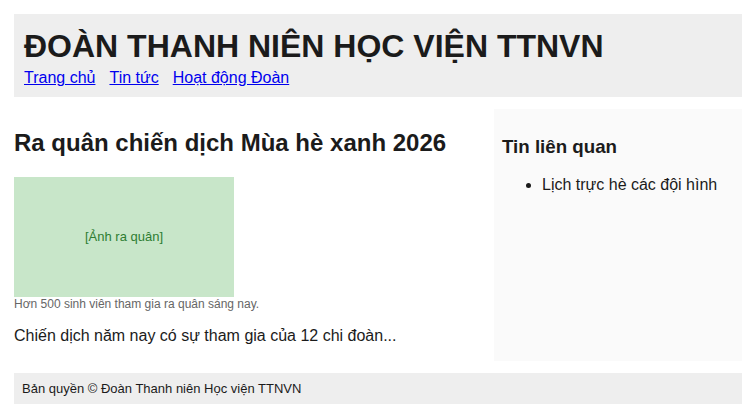 ĐOÀN THANH NIÊN HỌC VIỆN TTNVN
Trang chủ Tin tức Hoạt động Đoàn
Ra quân chiến dịch Mùa hè xanh 2026
[Ảnh ra quân]
Hơn 500 sinh viên tham gia ra quân sáng nay.
Chiến dịch năm nay có sự tham gia của 12 chi đoàn...
Tin liên quan
• Lịch trực hè các đội hình
Bản quyền © Đoàn Thanh niên Học viện TTNVN